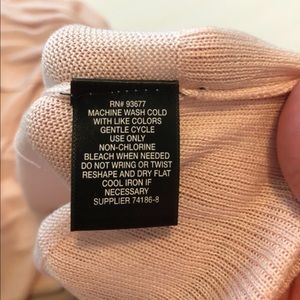 RN# 93677
MACHINE WASH COLD
WITH LIKE COLORS
GENTLE CYCLE
USE ONLY
NON-CHLORINE
BLEACH WHEN NEEDED
DO NOT WRING OR TWIST
RESHAPE AND DRY FLAT
COOL IRON IF
NECESSARY
SUPPLIER 74186-8